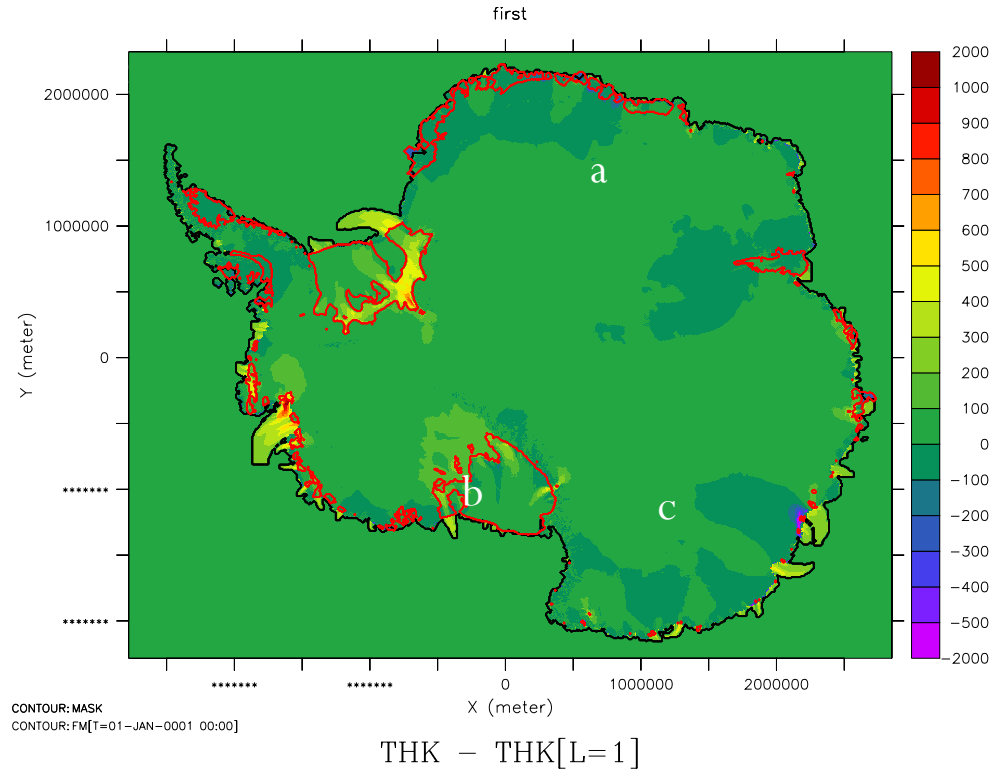 first
2000000
1000000
0
*******
*******
Y (meter)
a
b
c
2000
1000
900
800
700
600
500
400
300
200
100
0
-100
-200
-300
-400
-500
-2000
******* ******* 0 1000000 2000000
X (meter)
CONTOUR: MASK
CONTOUR: FM[T=01-JAN-0001 00:00]
THK - THK[L=1]